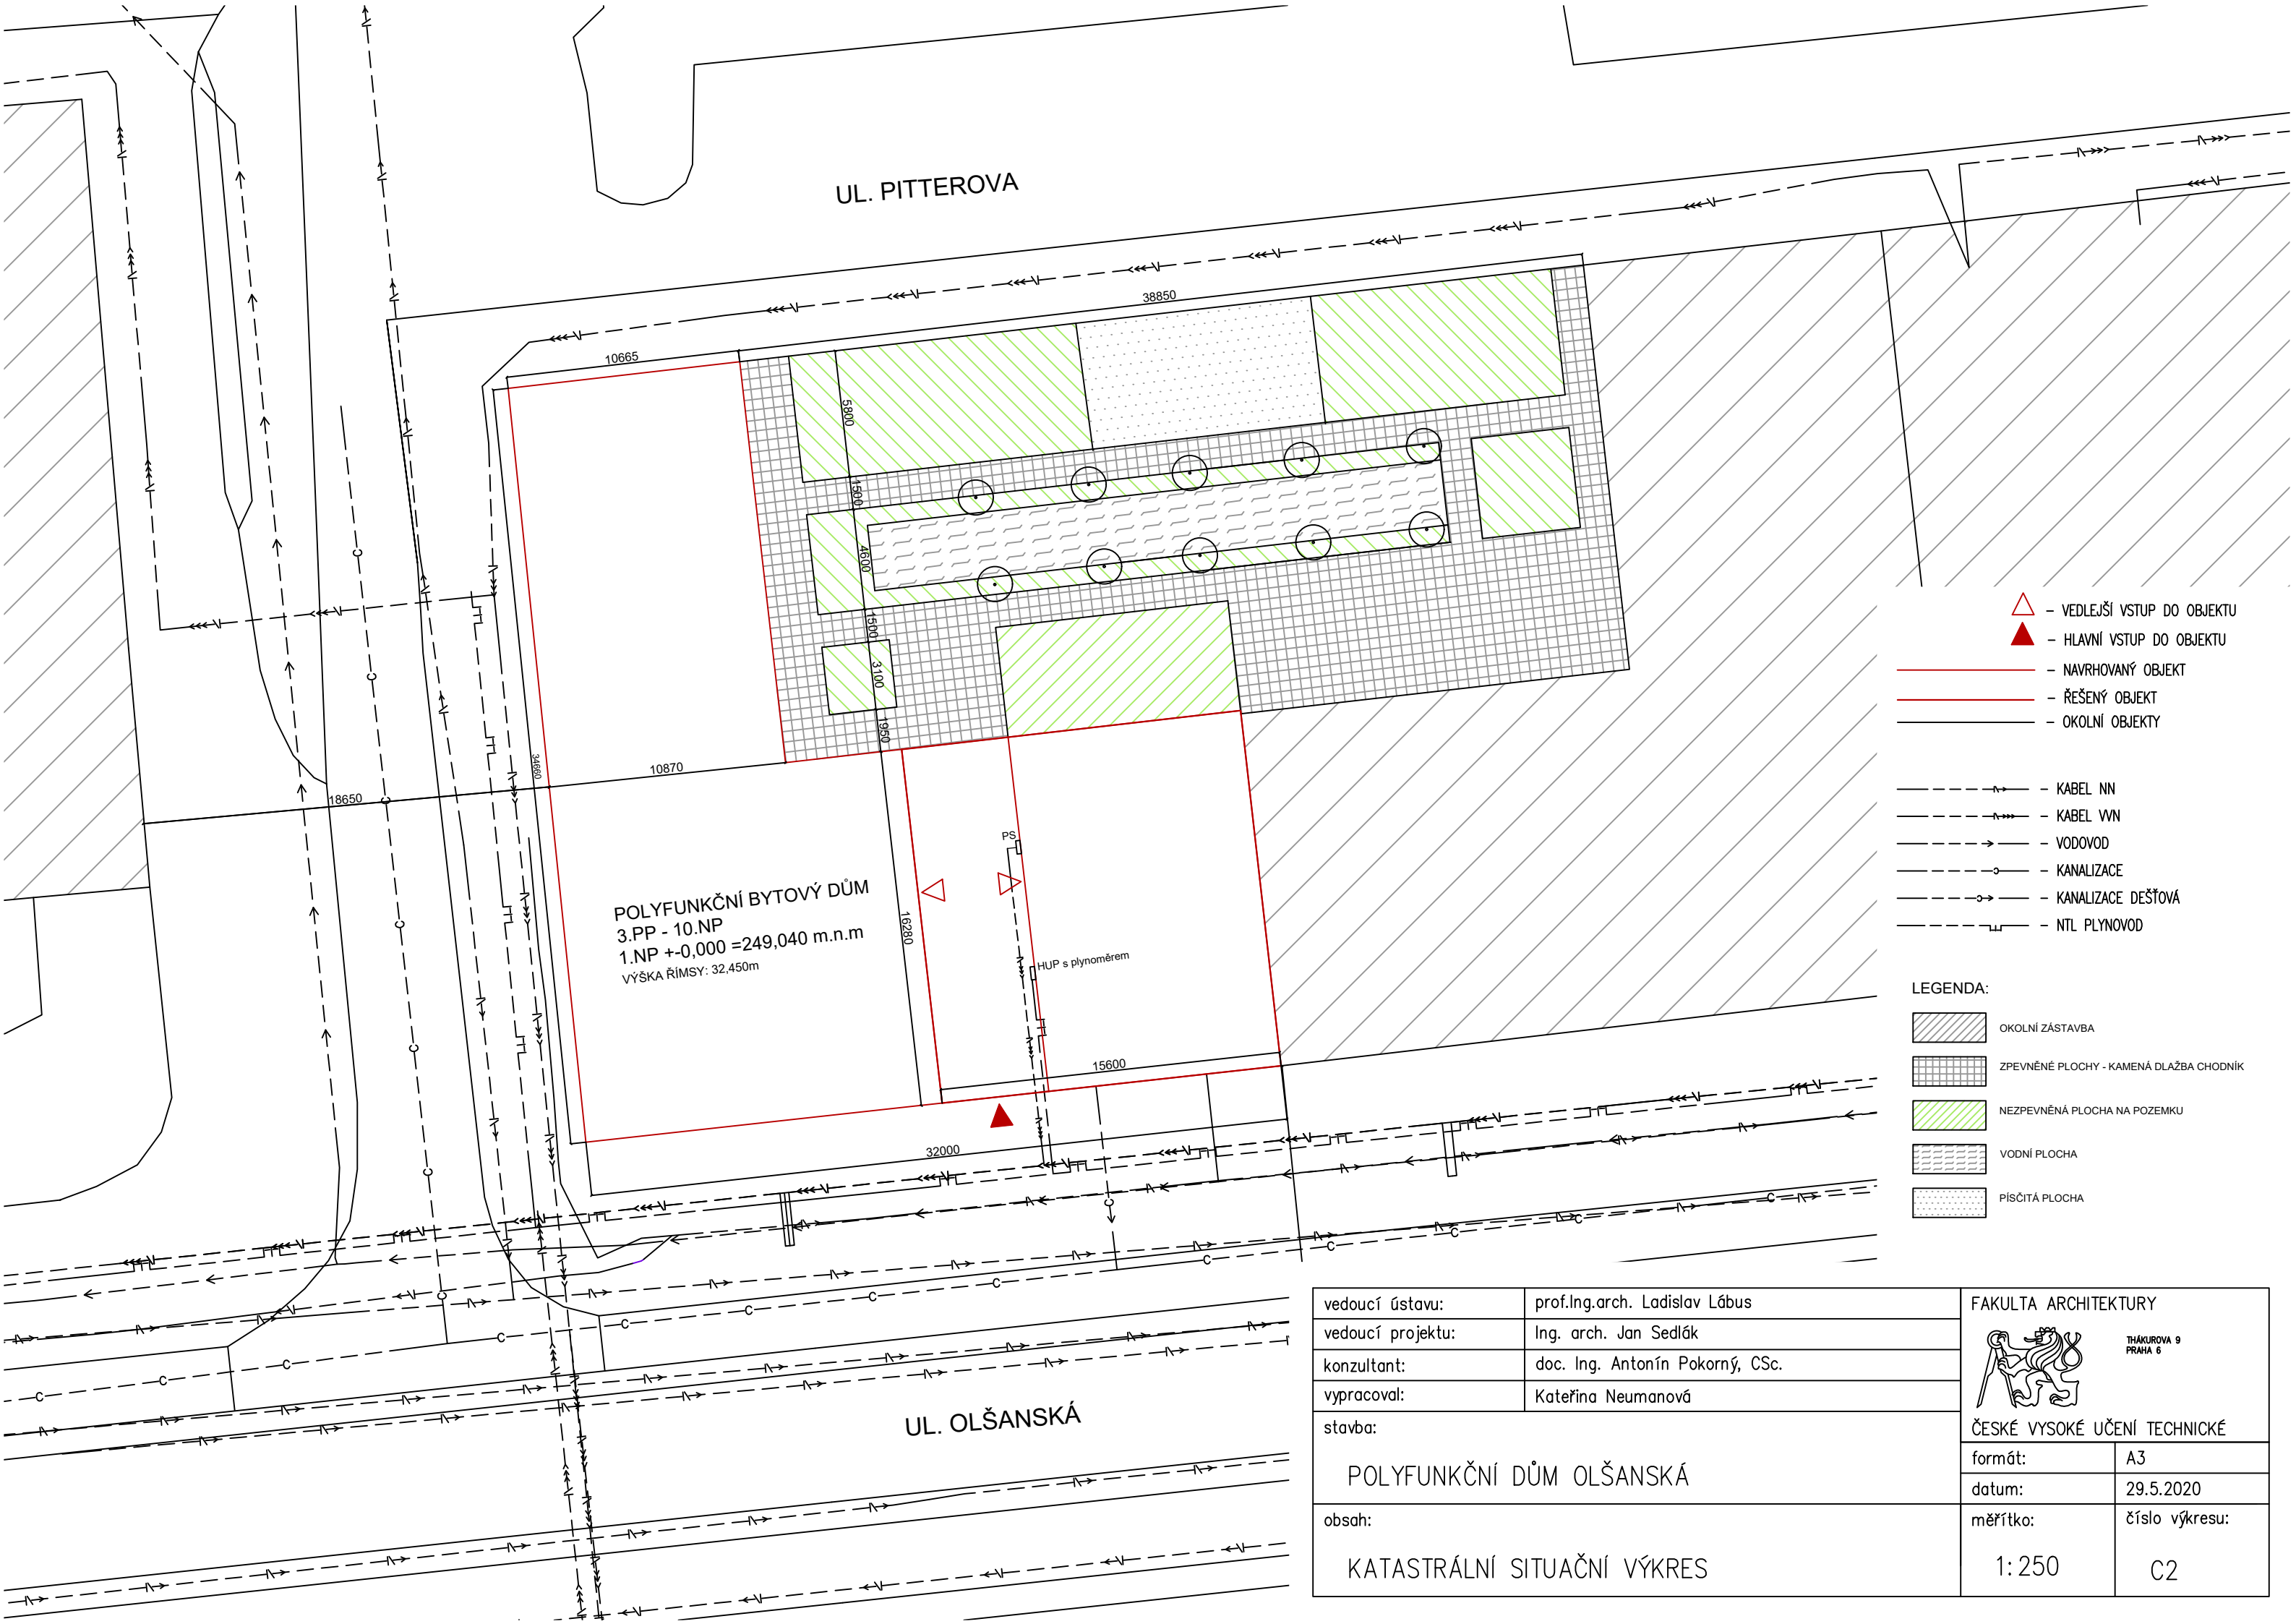 UL. PITTEROVA
38850
10665
5800
1500
4600
1500
3100
1950
34660
10870
18650
PS
16280
POLYFUNKČNÍ BYTOVÝ DŮM
3.PP - 10.NP
1.NP +-0,000 =249,040 m.n.m
VÝŠKA ŘÍMSY: 32,450m
HUP s plynoměrem
15600
32000
UL. OLŠANSKÁ
– VEDLEJŠÍ VSTUP DO OBJEKTU
– HLAVNÍ VSTUP DO OBJEKTU
– NAVRHOVANÝ OBJEKT
– ŘEŠENÝ OBJEKT
– OKOLNÍ OBJEKTY
– KABEL NN
– KABEL VVN
– VODOVOD
– KANALIZACE
– KANALIZACE DEŠŤOVÁ
– NTL PLYNOVOD
LEGENDA:
OKOLNÍ ZÁSTAVBA
ZPEVNĚNÉ PLOCHY - KAMENÁ DLAŽBA CHODNÍK
NEZPEVNĚNÁ PLOCHA NA POZEMKU
VODNÍ PLOCHA
PÍSČITÁ PLOCHA
vedoucí ústavu: prof.Ing.arch. Ladislav Lábus
vedoucí projektu: Ing. arch. Jan Sedlák
konzultant: doc. Ing. Antonín Pokorný, CSc.
vypracoval: Kateřina Neumanová
stavba:
POLYFUNKČNÍ DŮM OLŠANSKÁ
obsah:
KATASTRÁLNÍ SITUAČNÍ VÝKRES
FAKULTA ARCHITEKTURY
THÁKUROVA 9
PRAHA 6
ČESKÉ VYSOKÉ UČENÍ TECHNICKÉ
formát: A3
datum: 29.5.2020
měřítko: číslo výkresu:
1:250 C2